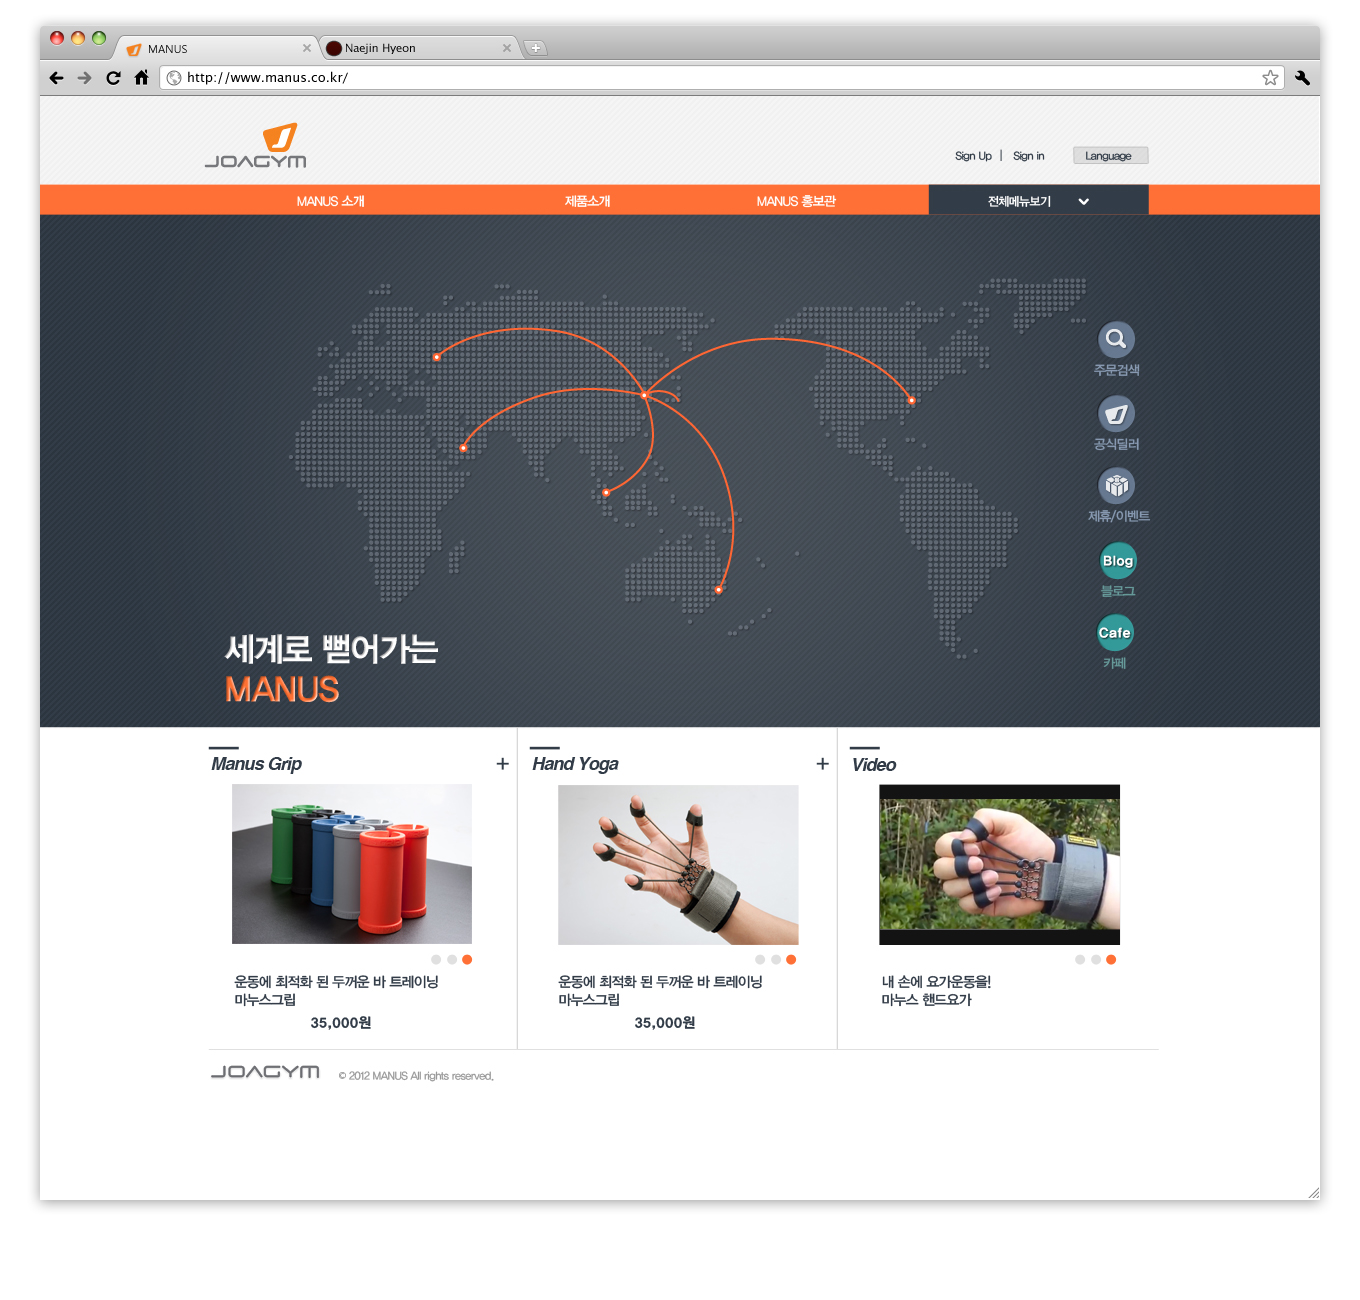 MANUS
Naejin Hyeon
http://www.manus.co.kr/
JOAGYM
Sign Up | Sign in
Language
MANUS 소개
제품소개
MANUS 홍보관
전체메뉴보기
주문검색
공식딜러
제휴/이벤트
Blog
블로그
Cafe
카페
세계로 뻗어가는
MANUS
Manus Grip +
운동에 최적화 된 두꺼운 바 트레이닝
마누스그립
35,000원
Hand Yoga +
운동에 최적화 된 두꺼운 바 트레이닝
마누스그립
35,000원
Video
내 손에 요가운동을!
마누스 핸드요가
JOAGYM
© 2012 MANUS All rights reserved.